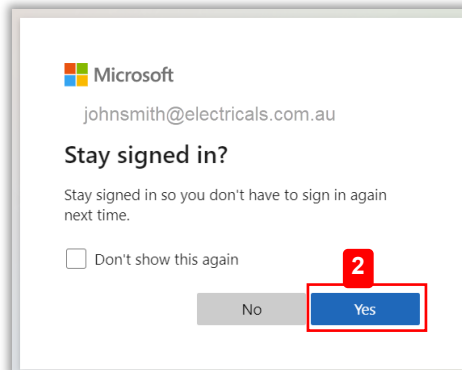 Microsoft
johnsmith@electricals.com.au
Stay signed in?
Stay signed in so you don't have to sign in again
next time.
Don't show this again
2
No
Yes